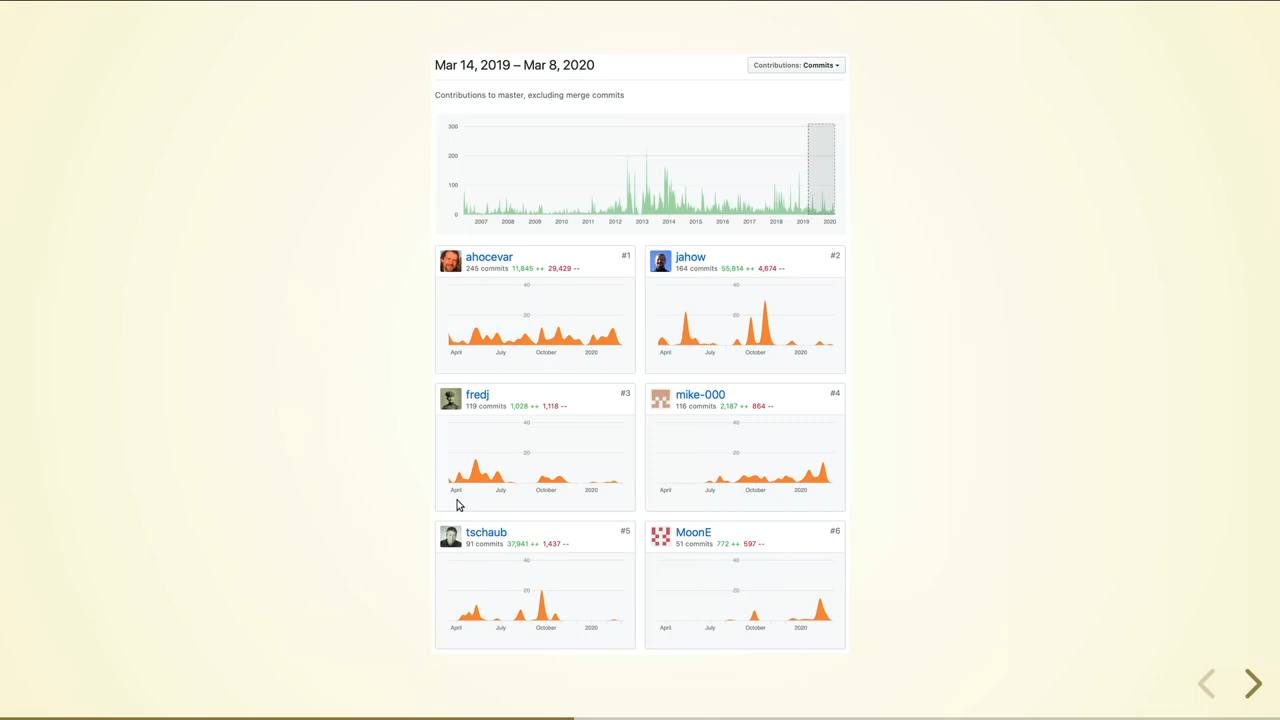 Mar 14, 2019 – Mar 8, 2020
Contributions: Commits
Contributions to master, excluding merge commits
300
200
100
0
2007 2008 2009 2010 2011 2012 2013 2014 2015 2016 2017 2018 2019 2020
ahocevar #1
245 commits 11,845 ++ 29,429 --
40
20
April July October 2020
jahow #2
164 commits 55,614 ++ 4,674 --
40
20
April July October 2020
fredj #3
119 commits 1,028 ++ 1,118 --
40
20
April July October 2020
mike-000 #4
116 commits 2,187 ++ 864 --
40
20
April July October 2020
tschaub #5
91 commits 37,941 ++ 1,437 --
40
20
April July October 2020
MoonE #6
51 commits 772 ++ 597 --
40
20
April July October 2020